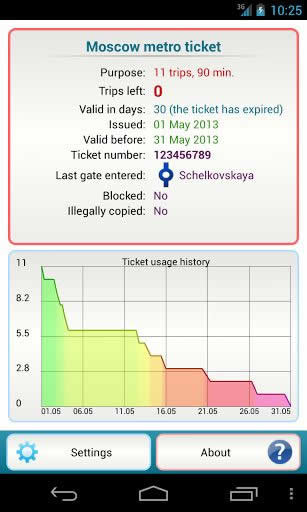 3G 10:25
Moscow metro ticket
Purpose: 11 trips, 90 min.
Trips left: 0
Valid in days: 30 (the ticket has expired)
Issued: 01 May 2013
Valid before: 31 May 2013
Ticket number: 123456789
Last gate entered: Schelkovskaya
Blocked: No
Illegally copied: No
Ticket usage history
11
8.2
5.5
2.8
0
01.05 06.05 11.05 16.05 21.05 26.05 31.05
Settings About ?